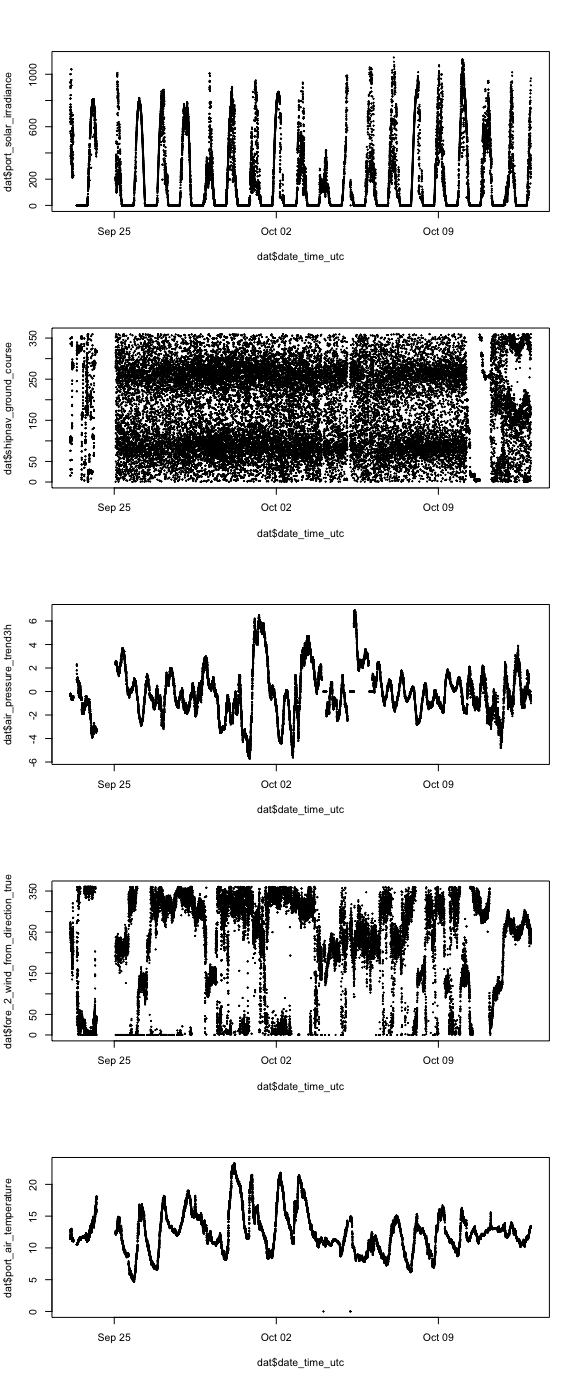 dat$port_solar_irradiance
0 200 600 1000
Sep 25 Oct 02 Oct 09
dat$date_time_utc
dat$shipnav_ground_course
0 50 150 250 350
Sep 25 Oct 02 Oct 09
dat$date_time_utc
dat$air_pressure_trend3h
-6 -4 -2 0 2 4 6
Sep 25 Oct 02 Oct 09
dat$date_time_utc
dat$fore_2_wind_from_direction_true
0 50 150 250 350
Sep 25 Oct 02 Oct 09
dat$date_time_utc
dat$port_air_temperature
0 5 10 15 20
Sep 25 Oct 02 Oct 09
dat$date_time_utc